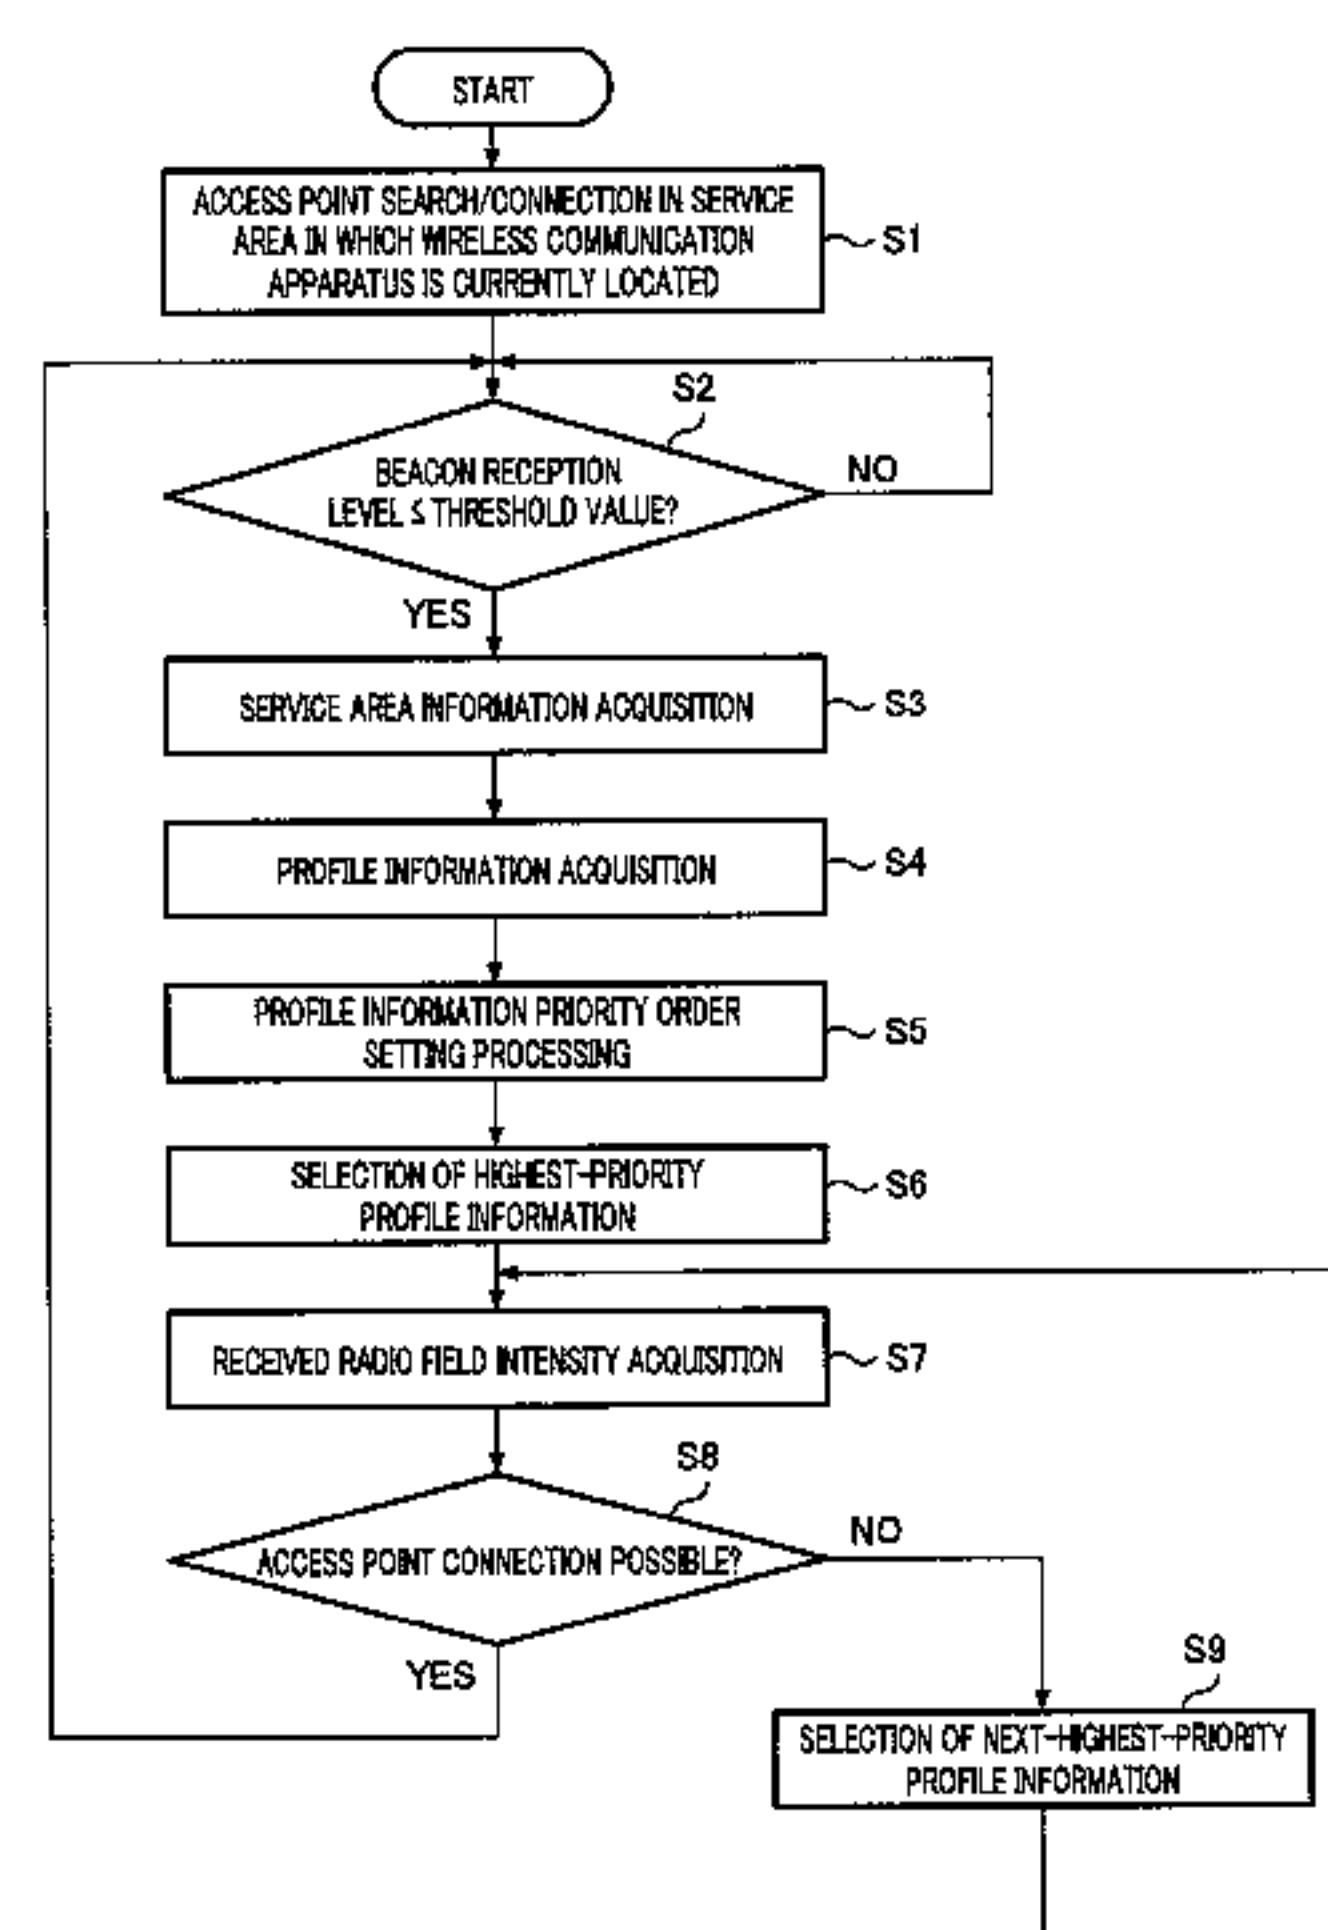 START
ACCESS POINT SEARCH/CONNECTION IN SERVICE
AREA IN WHICH WIRELESS COMMUNICATION
APPARATUS IS CURRENTLY LOCATED
S1
S2
BEACON RECEPTION
LEVEL ≤ THRESHOLD VALUE?
NO
YES
SERVICE AREA INFORMATION ACQUISITION
S3
PROFILE INFORMATION ACQUISITION
S4
PROFILE INFORMATION PRIORITY ORDER
SETTING PROCESSING
S5
SELECTION OF HIGHEST-PRIORITY
PROFILE INFORMATION
S6
RECEIVED RADIO FIELD INTENSITY ACQUISITION
S7
S8
ACCESS POINT CONNECTION POSSIBLE?
NO
YES
S9
SELECTION OF NEXT-HIGHEST-PRIORITY
PROFILE INFORMATION